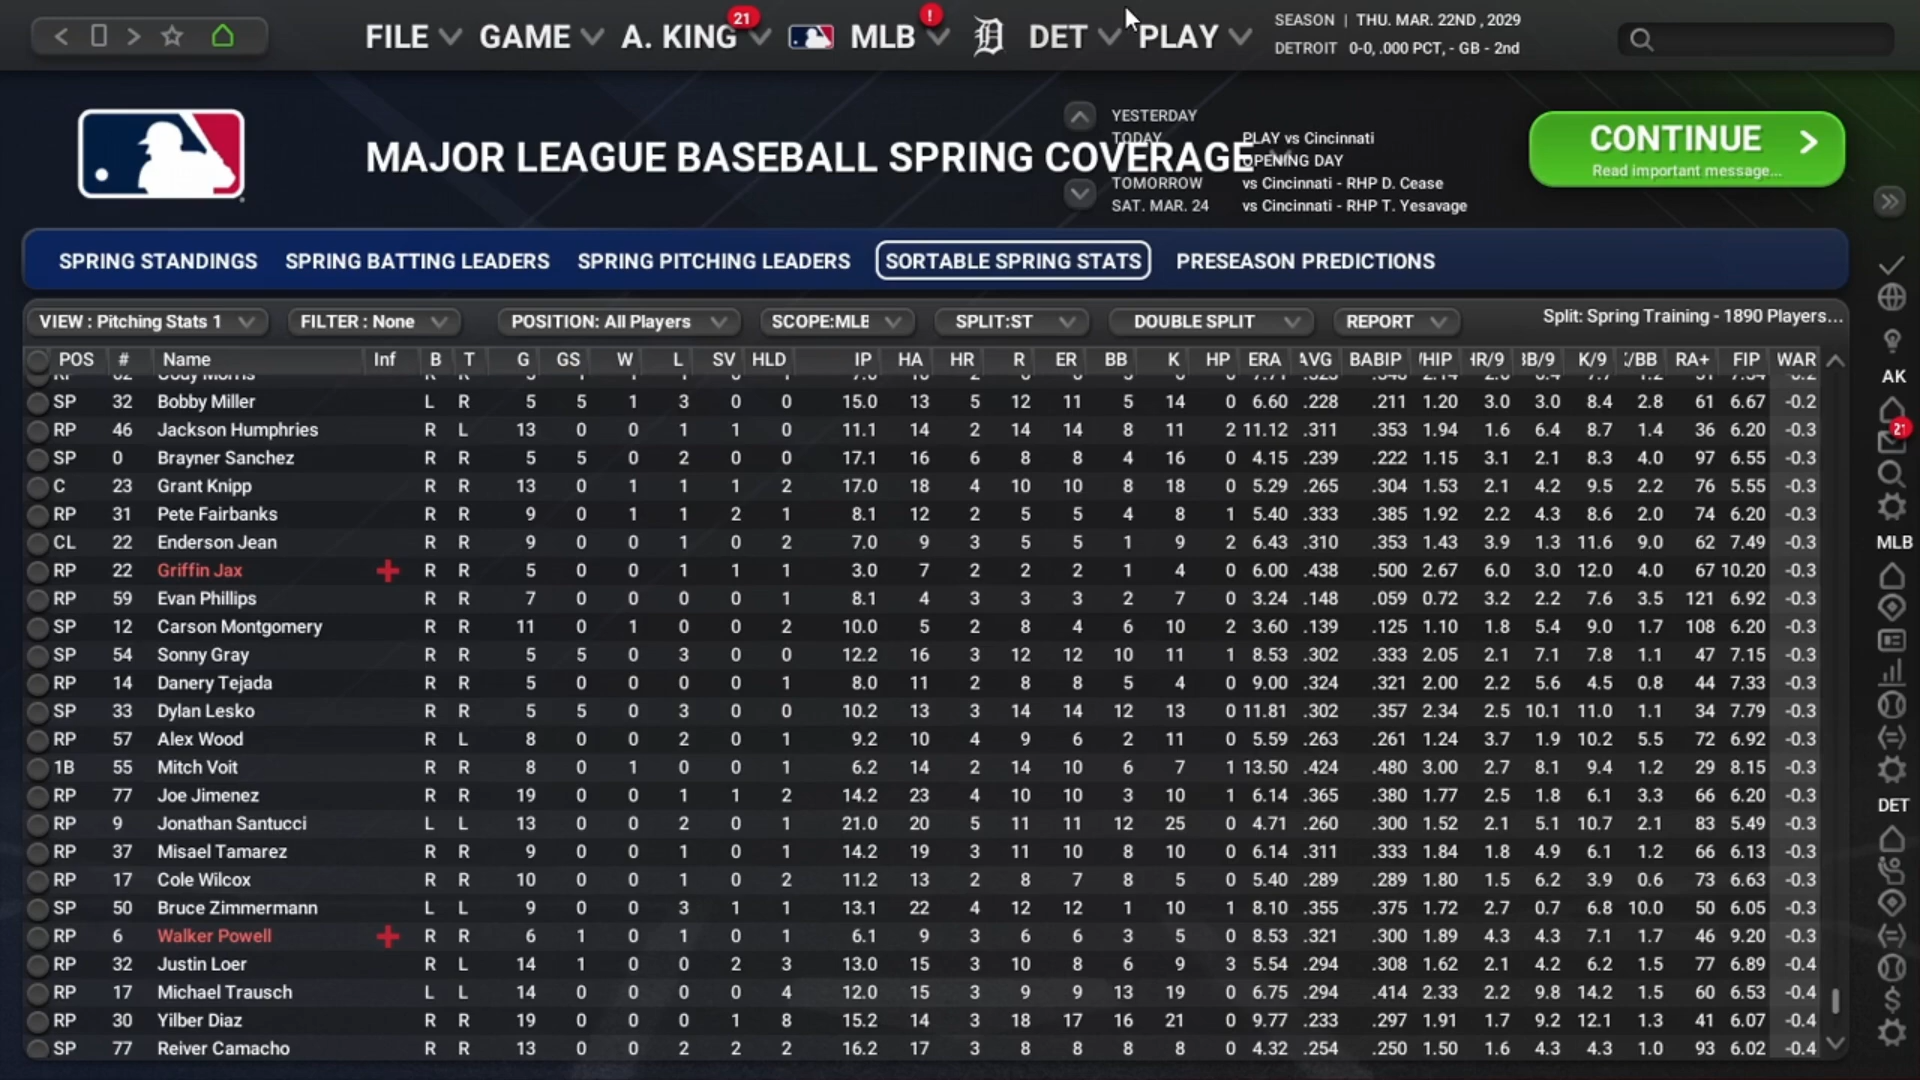 FILE GAME A. KING 21 MLB ! DET PLAY
SEASON | THU. MAR. 22ND , 2029
DETROIT 0-0, .000 PCT, - GB - 2nd
MAJOR LEAGUE BASEBALL SPRING COVERAGE
YESTERDAY
TODAY PLAY vs Cincinnati
OPENING DAY
TOMORROW vs Cincinnati - RHP D. Cease
SAT. MAR. 24 vs Cincinnati - RHP T. Yesavage
CONTINUE
Read important message...
SPRING STANDINGS SPRING BATTING LEADERS SPRING PITCHING LEADERS SORTABLE SPRING STATS PRESEASON PREDICTIONS
VIEW : Pitching Stats 1 FILTER : None POSITION: All Players SCOPE:MLB SPLIT:ST DOUBLE SPLIT REPORT Split: Spring Training - 1890 Players...
POS # Name Inf B T G GS W L SV HLD IP HA HR R ER BB K HP ERA AVG BABIP WHIP HR/9 BB/9 K/9 K/BB RA+ FIP WAR
SP 32 Bobby Miller L R 5 5 1 3 0 0 15.0 13 5 12 11 5 14 0 6.60 .228 .211 1.20 3.0 3.0 8.4 2.8 61 6.67 -0.2
RP 46 Jackson Humphries R L 13 0 0 1 1 0 11.1 14 2 14 14 8 11 2 11.12 .311 .353 1.94 1.6 6.4 8.7 1.4 36 6.20 -0.3
SP 0 Brayner Sanchez R R 5 5 0 2 0 0 17.1 16 6 8 8 4 16 0 4.15 .239 .222 1.15 3.1 2.1 8.3 4.0 97 6.55 -0.3
C 23 Grant Knipp R R 13 0 1 1 1 2 17.0 18 4 10 10 8 18 0 5.29 .265 .304 1.53 2.1 4.2 9.5 2.2 76 5.55 -0.3
RP 31 Pete Fairbanks R R 9 0 1 1 2 1 8.1 12 2 5 5 4 8 1 5.40 .333 .385 1.92 2.2 4.3 8.6 2.0 74 6.20 -0.3
CL 22 Enderson Jean R R 9 0 0 1 0 2 7.0 9 3 5 5 1 9 2 6.43 .310 .353 1.43 3.9 1.3 11.6 9.0 62 7.49 -0.3
RP 22 Griffin Jax R R 5 0 0 1 1 1 3.0 7 2 2 2 1 4 0 6.00 .438 .500 2.67 6.0 3.0 12.0 4.0 67 10.20 -0.3
RP 59 Evan Phillips R R 7 0 0 0 0 1 8.1 4 3 3 3 2 7 0 3.24 .148 .059 0.72 3.2 2.2 7.6 3.5 121 6.92 -0.3
SP 12 Carson Montgomery R R 11 0 1 0 0 2 10.0 5 2 8 4 6 10 2 3.60 .139 .125 1.10 1.8 5.4 9.0 1.7 108 6.20 -0.3
SP 54 Sonny Gray R R 5 5 0 3 0 0 12.2 16 3 12 12 10 11 1 8.53 .302 .333 2.05 2.1 7.1 7.8 1.1 47 7.15 -0.3
RP 14 Danery Tejada R R 5 0 0 0 0 1 8.0 11 2 8 8 5 4 0 9.00 .324 .321 2.00 2.2 5.6 4.5 0.8 44 7.33 -0.3
SP 33 Dylan Lesko R R 5 5 0 3 0 0 10.2 13 3 14 14 12 13 0 11.81 .302 .357 2.34 2.5 10.1 11.0 1.1 34 7.79 -0.3
RP 57 Alex Wood R L 8 0 0 2 0 1 9.2 10 4 9 6 2 11 0 5.59 .263 .261 1.24 3.7 1.9 10.2 5.5 72 6.92 -0.3
1B 55 Mitch Voit R R 8 0 1 0 0 1 6.2 14 2 14 10 6 7 1 13.50 .424 .480 3.00 2.7 8.1 9.4 1.2 29 8.15 -0.3
RP 77 Joe Jimenez R R 19 0 0 1 1 2 14.2 23 4 10 10 3 10 1 6.14 .365 .380 1.77 2.5 1.8 6.1 3.3 66 6.20 -0.3
RP 9 Jonathan Santucci L L 13 0 0 2 0 1 21.0 20 5 11 11 12 25 0 4.71 .260 .300 1.52 2.1 5.1 10.7 2.1 83 5.49 -0.3
RP 37 Misael Tamarez R R 9 0 0 1 0 1 14.2 19 3 11 10 8 10 0 6.14 .311 .333 1.84 1.8 4.9 6.1 1.2 66 6.13 -0.3
RP 17 Cole Wilcox R R 10 0 0 1 0 2 11.2 13 2 8 7 8 5 0 5.40 .289 .289 1.80 1.5 6.2 3.9 0.6 73 6.63 -0.3
SP 50 Bruce Zimmermann L L 9 0 0 3 1 1 13.1 22 4 12 12 1 10 1 8.10 .355 .375 1.72 2.7 0.7 6.8 10.0 50 6.05 -0.3
RP 6 Walker Powell R R 6 1 0 1 0 1 6.1 9 3 6 6 3 5 0 8.53 .321 .300 1.89 4.3 4.3 7.1 1.7 46 9.20 -0.3
RP 32 Justin Loer R L 14 1 0 0 2 3 13.0 15 3 10 8 6 9 3 5.54 .294 .308 1.62 2.1 4.2 6.2 1.5 77 6.89 -0.4
RP 17 Michael Trausch L L 14 0 0 0 0 4 12.0 15 3 9 9 13 19 0 6.75 .294 .414 2.33 2.2 9.8 14.2 1.5 60 6.53 -0.4
RP 30 Yilber Diaz R R 19 0 0 0 1 8 15.2 14 3 18 17 16 21 0 9.77 .233 .297 1.91 1.7 9.2 12.1 1.3 41 6.07 -0.4
SP 77 Reiver Camacho R R 13 0 0 2 2 2 16.2 17 3 8 8 8 8 0 4.32 .254 .250 1.50 1.6 4.3 4.3 1.0 93 6.02 -0.4
AK
21
MLB
DET